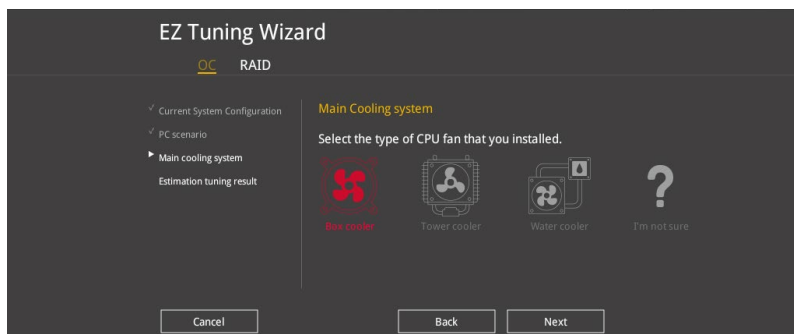 EZ Tuning Wizard
OC RAID
√ Current System Configuration
√ PC scenario
Main cooling system
Estimation tuning result
Main Cooling system
Select the type of CPU fan that you installed.
Box cooler Tower cooler Water cooler I'm not sure
Cancel Back Next